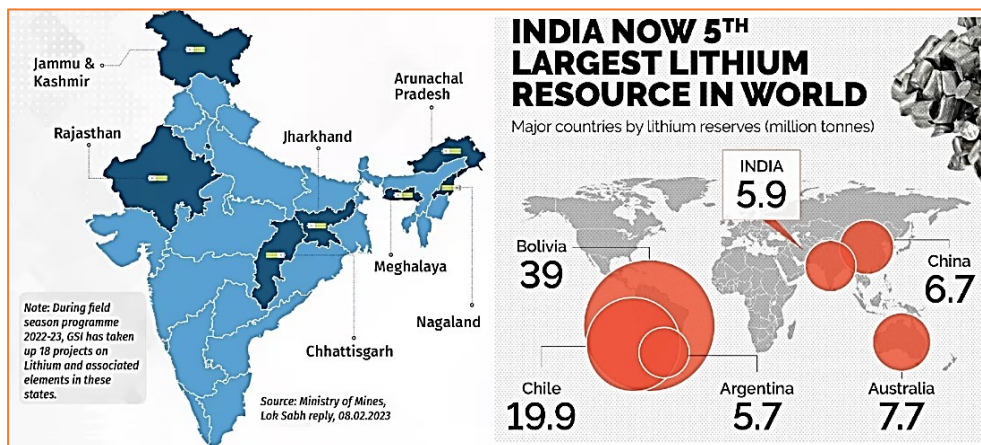 Jammu &
Kashmir
Rajasthan
Arunachal
Pradesh
Jharkhand
Meghalaya
Nagaland
Chhattisgarh
Note: During field
season programme
2022-23, GSI has taken
up 18 projects on
Lithium and associated
elements in these
states.
Source: Ministry of Mines,
Lok Sabh reply, 08.02.2023
INDIA NOW 5TH
LARGEST LITHIUM
RESOURCE IN WORLD
Major countries by lithium reserves (million tonnes)
INDIA
5.9
Bolivia
39
China
6.7
Chile
19.9
Argentina
5.7
Australia
7.7